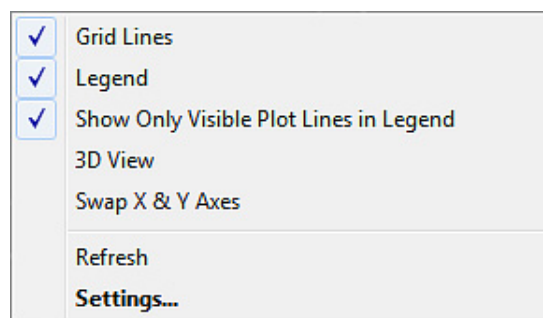 Grid Lines
Legend
Show Only Visible Plot Lines in Legend
3D View
Swap X & Y Axes
Refresh
Settings...